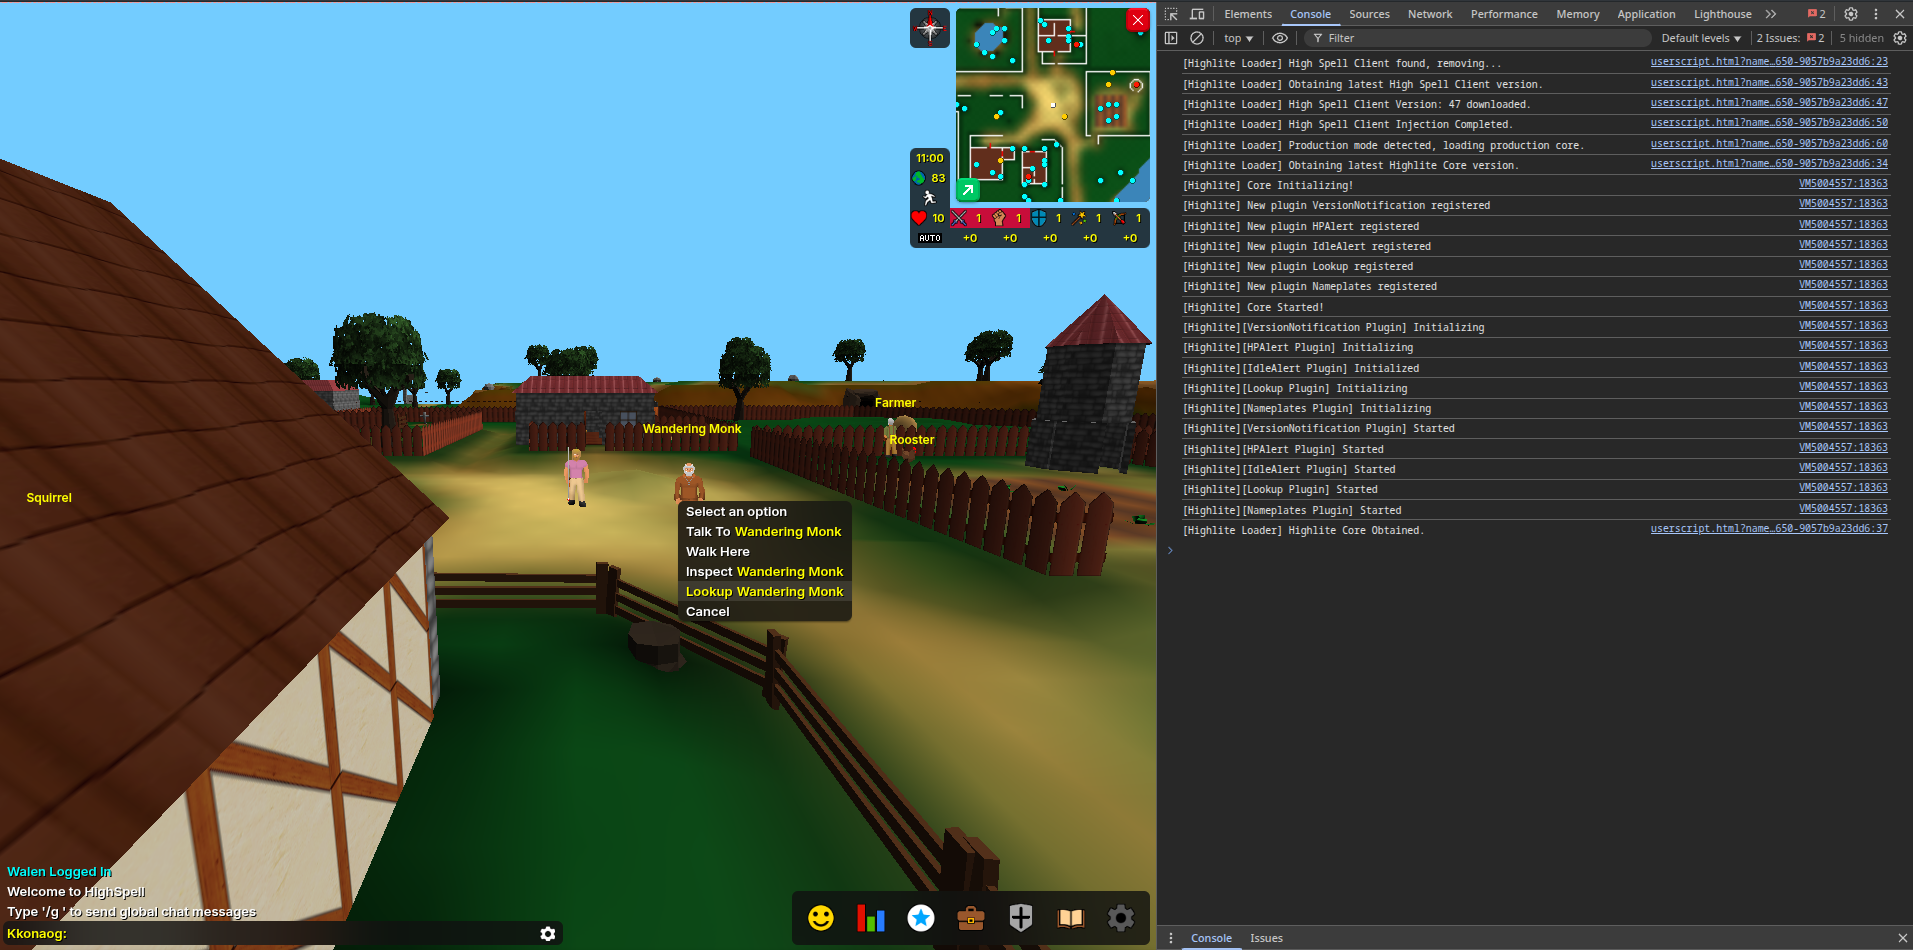 11:00
83
10
1
1
1
1
1
AUTO
+0
+0
+0
+0
+0
Farmer
Wandering Monk
Rooster
Squirrel
Select an option
Talk To Wandering Monk
Walk Here
Inspect Wandering Monk
Lookup Wandering Monk
Cancel
Walen Logged In
Welcome to HighSpell
Type '/g ' to send global chat messages
Kkonaog:
Elements Console Sources Network Performance Memory Application Lighthouse 2
top Filter Default levels 2 Issues: 2 5 hidden
[Highlite Loader] High Spell Client found, removing... userscript.html?name…650-9057b9a23dd6:23
[Highlite Loader] Obtaining latest High Spell Client version. userscript.html?name…650-9057b9a23dd6:43
[Highlite Loader] High Spell Client Version: 47 downloaded. userscript.html?name…650-9057b9a23dd6:47
[Highlite Loader] High Spell Client Injection Completed. userscript.html?name…650-9057b9a23dd6:50
[Highlite Loader] Production mode detected, loading production core. userscript.html?name…650-9057b9a23dd6:60
[Highlite Loader] Obtaining latest Highlite Core version. userscript.html?name…650-9057b9a23dd6:34
[Highlite] Core Initializing! VM5004557:18363
[Highlite] New plugin VersionNotification registered VM5004557:18363
[Highlite] New plugin HPAlert registered VM5004557:18363
[Highlite] New plugin IdleAlert registered VM5004557:18363
[Highlite] New plugin Lookup registered VM5004557:18363
[Highlite] New plugin Nameplates registered VM5004557:18363
[Highlite] Core Started! VM5004557:18363
[Highlite][VersionNotification Plugin] Initializing VM5004557:18363
[Highlite][HPAlert Plugin] Initializing VM5004557:18363
[Highlite][IdleAlert Plugin] Initialized VM5004557:18363
[Highlite][Lookup Plugin] Initializing VM5004557:18363
[Highlite][Nameplates Plugin] Initializing VM5004557:18363
[Highlite][VersionNotification Plugin] Started VM5004557:18363
[Highlite][HPAlert Plugin] Started VM5004557:18363
[Highlite][IdleAlert Plugin] Started VM5004557:18363
[Highlite][Lookup Plugin] Started VM5004557:18363
[Highlite][Nameplates Plugin] Started VM5004557:18363
[Highlite Loader] Highlite Core Obtained. userscript.html?name…650-9057b9a23dd6:37
Console Issues